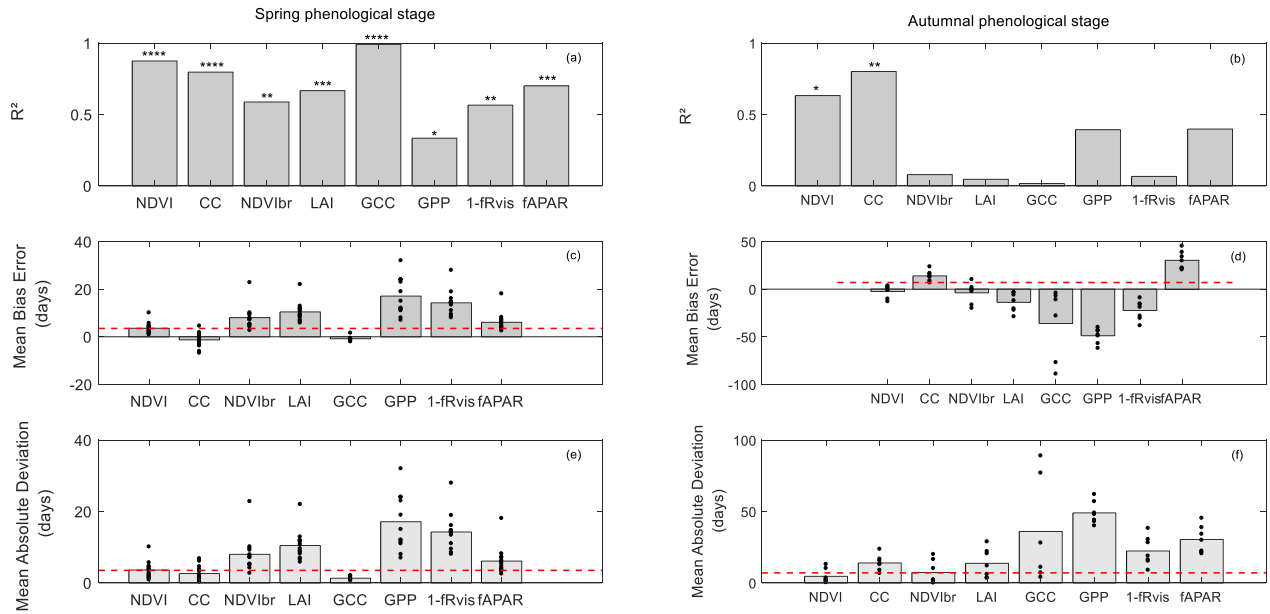 Spring phenological stage
Autumnal phenological stage
R²
1
0.5
0
(a)
****
****
**
***
****
*
**
***
NDVI CC NDVIbr LAI GCC GPP 1-fRvis fAPAR
R²
1
0.5
0
(b)
*
**
NDVI CC NDVIbr LAI GCC GPP 1-fRvis fAPAR
Mean Bias Error
(days)
40
20
0
-20
(c)
NDVI CC NDVIbr LAI GCC GPP 1-fRvis fAPAR
Mean Bias Error
(days)
50
0
-50
-100
(d)
NDVI CC NDVIbr LAI GCC GPP 1-fRvis fAPAR
Mean Absolute Deviation
(days)
40
20
0
(e)
NDVI CC NDVIbr LAI GCC GPP 1-fRvis fAPAR
Mean Absolute Deviation
(days)
100
50
0
(f)
NDVI CC NDVIbr LAI GCC GPP 1-fRvis fAPAR